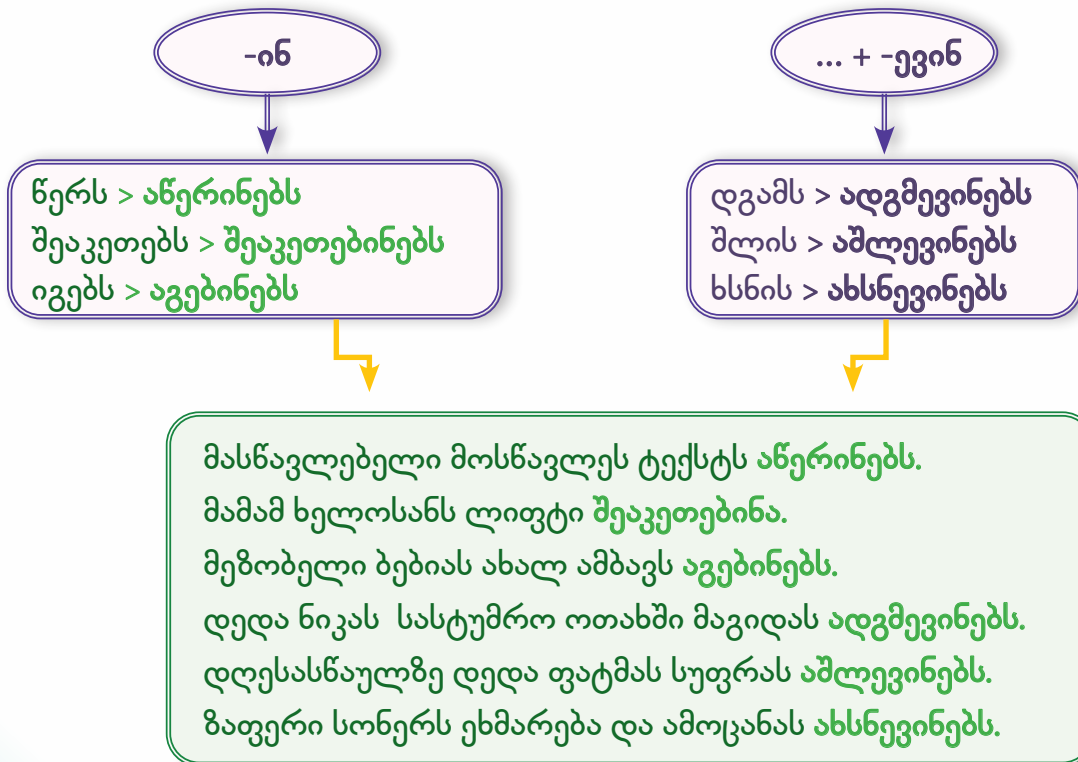 -ინ
... + -ევინ
წერს > აწერინებს
შეაკეთებს > შეაკეთებინებს
იგებს > აგებინებს
დგამს > ადგმევინებს
შლის > აშლევინებს
ხსნის > ახსნევინებს
მასწავლებელი მოსწავლეს ტექსტს აწერინებს.
მამამ ხელოსანს ლიფტი შეაკეთებინა.
მეზობელი ბებიას ახალ ამბავს აგებინებს.
დედა ნიკას სასტუმრო ოთახში მაგიდას ადგმევინებს.
დღესასწაულზე დედა ფატმას სუფრას აშლევინებს.
ზაფერი სონერს ეხმარება და ამოცანას ახსნევინებს.